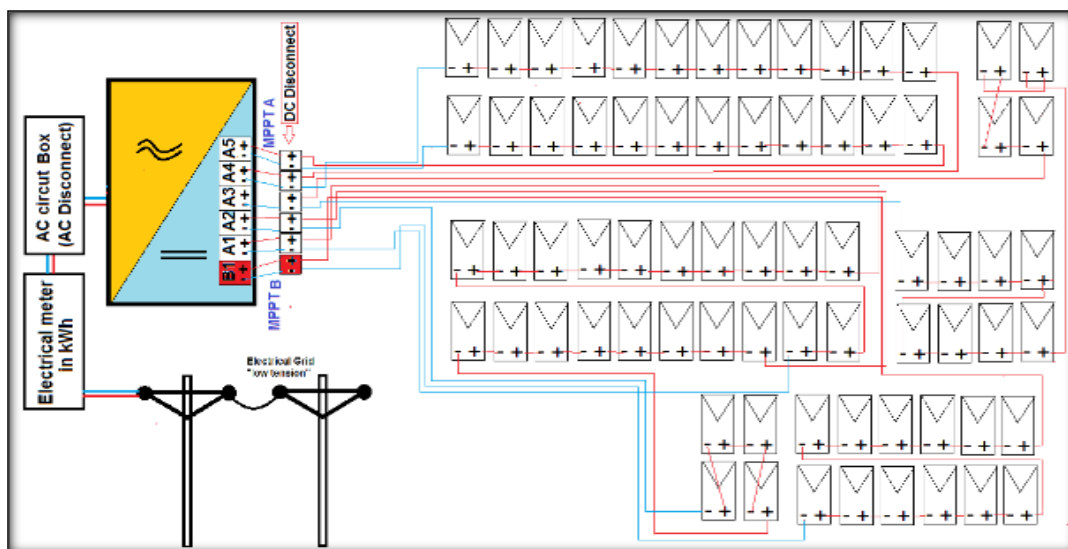 AC circut Box
(AC Disconnect)
Electrical meter
in kWh
A5
A4
A3
A2
A1
B1
MPPT A
MPPT B
DC Disconnect
Electrical Grid
"low tension"